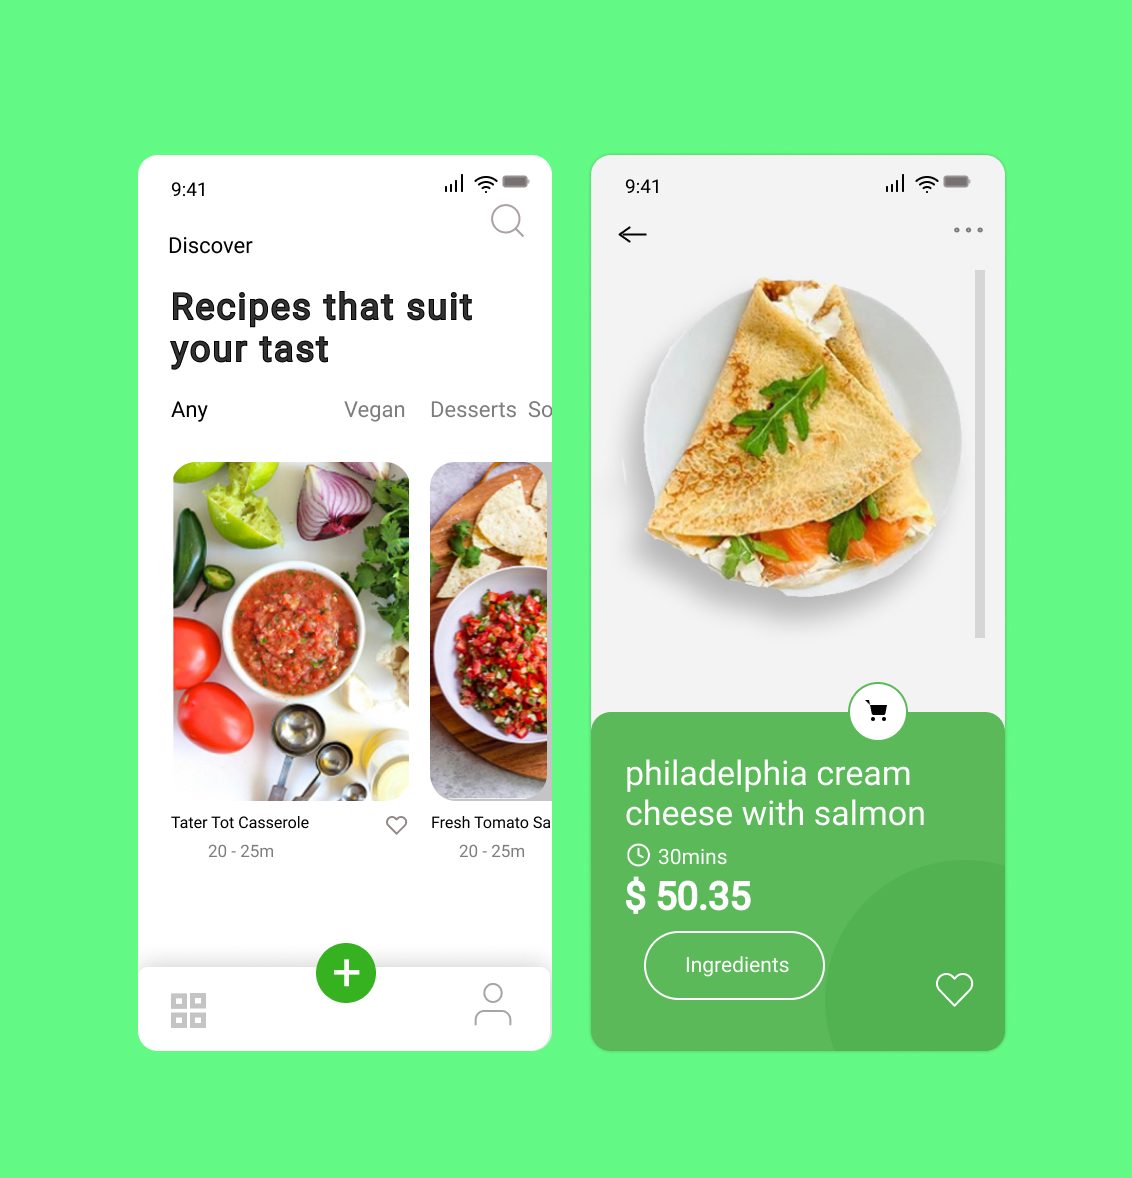 9:41
Discover
Recipes that suit
your tast
Any Vegan Desserts So
Tater Tot Casserole
20 - 25m
Fresh Tomato Sa
20 - 25m
9:41
philadelphia cream
cheese with salmon
30mins
$ 50.35
Ingredients